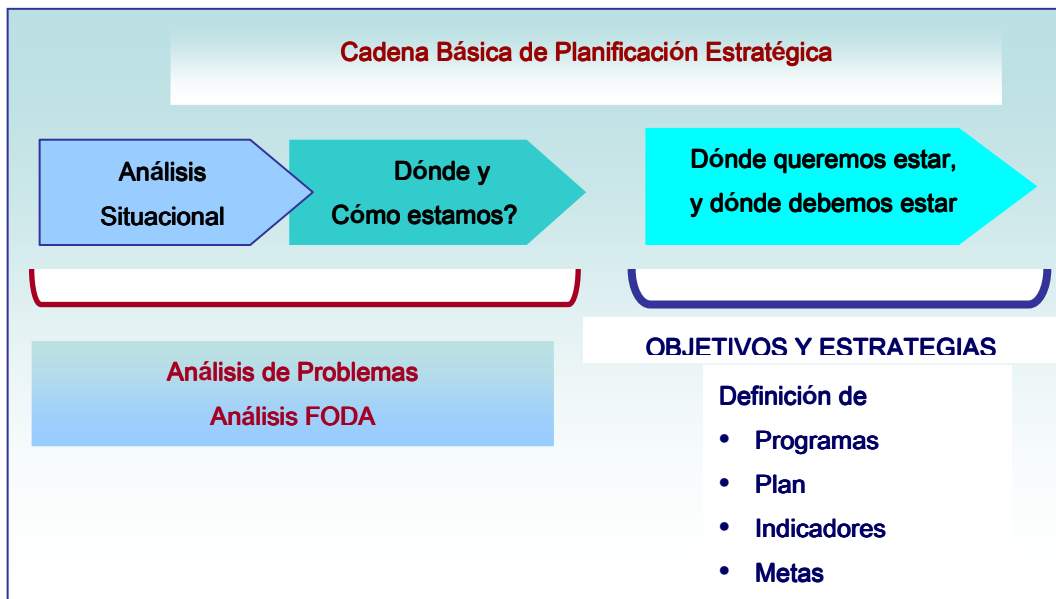 Cadena Básica de Planificación Estratégica
Análisis
Situacional
Dónde y
Cómo estamos?
Dónde queremos estar,
y dónde debemos estar
Análisis de Problemas
Análisis FODA
OBJETIVOS Y ESTRATEGIAS
Definición de
• Programas
• Plan
• Indicadores
• Metas